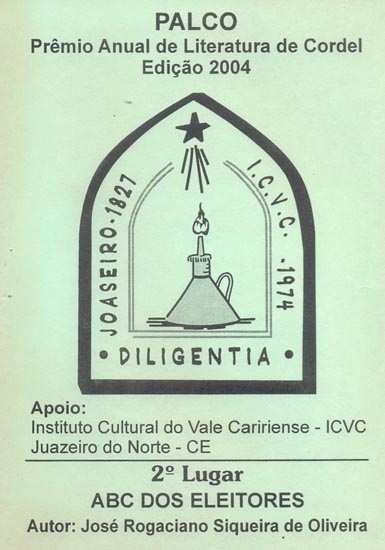 PALCO
Prêmio Anual de Literatura de Cordel
Edição 2004
JOASEIRO-1827
I.C.V.C. -1974
• DILIGENTIA •
Apoio:
Instituto Cultural do Vale Caririense - ICVC
Juazeiro do Norte - CE
2º Lugar
ABC DOS ELEITORES
Autor: José Rogaciano Siqueira de Oliveira